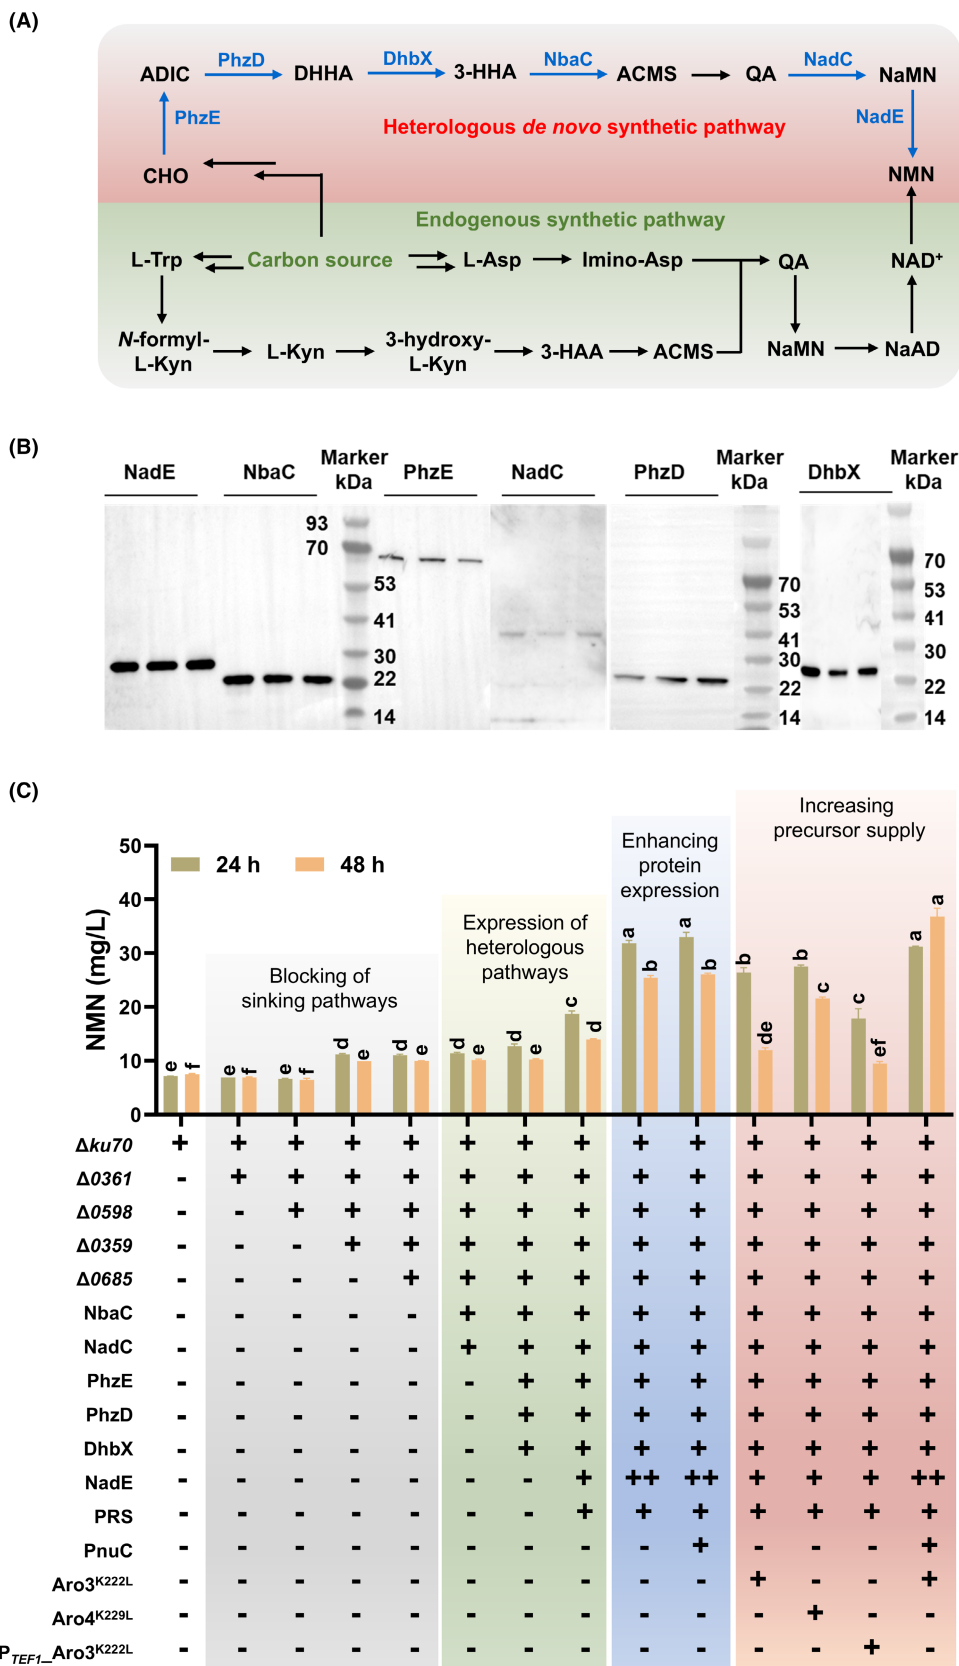 (A)
ADIC PhzD DHHA DhbX 3-HHA NbaC ACMS QA NadC NaMN
PhzE
Heterologous de novo synthetic pathway
NadE
CHO
NMN
Endogenous synthetic pathway
L-Trp Carbon source L-Asp Imino-Asp QA NAD⁺
N-formyl-L-Kyn L-Kyn 3-hydroxy-L-Kyn 3-HAA ACMS NaMN NaAD
(B)
NadE NbaC Marker kDa PhzE NadC PhzD Marker kDa DhbX Marker kDa
93
70
53
41
30
22
14
70
53
41
30
22
14
70
53
41
30
22
14
(C)
Increasing precursor supply
Enhancing protein expression
Expression of heterologous pathways
Blocking of sinking pathways
24 h 48 h
NMN (mg/L)
50
40
30
20
10
0
e f e f e f d e d e d e d e c d a b a b b de b c c ef a a
Δku70 + + + + + + + + + + + + + +
Δ0361 - + + + + + + + + + + + + +
Δ0598 - - + + + + + + + + + + + +
Δ0359 - - - + + + + + + + + + + +
Δ0685 - - - - + + + + + + + + + +
NbaC - - - - - + + + + + + + + +
NadC - - - - - + + + + + + + + +
PhzE - - - - - - + + + + + + + +
PhzD - - - - - - + + + + + + + +
DhbX - - - - - - + + + + + + + +
NadE - - - - - - - + ++ ++ + + + ++
PRS - - - - - - - + + + + + + +
PnuC - - - - - - - - - + - - - +
Aro3K222L - - - - - - - - - - + - - +
Aro4K229L - - - - - - - - - - - + - -
PTEF1_Aro3K222L - - - - - - - - - - - - + -